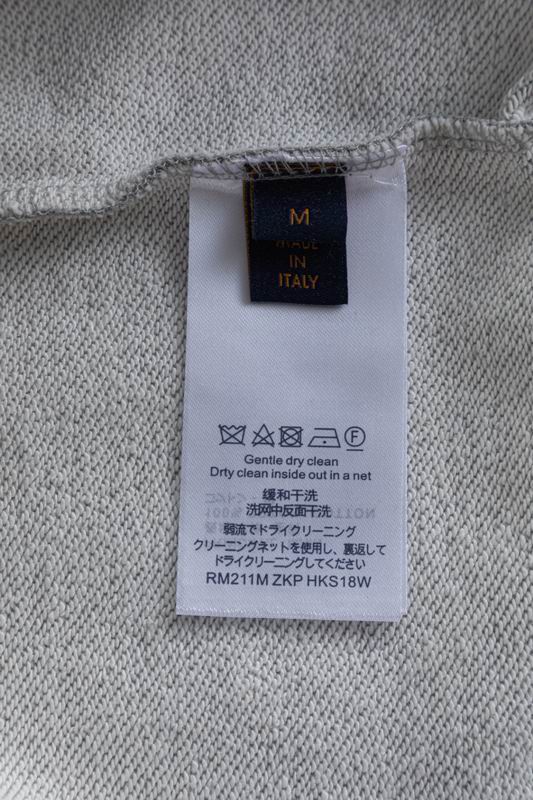 M
MADE
IN
ITALY
F
Gentle dry clean
Drty clean inside out in a net
缓和干洗
洗网中反面干洗
弱流でドライクリーニング
クリーニングネットを使用し、裏返して
ドライクリーニングしてください
RM211M ZKP HKS18W